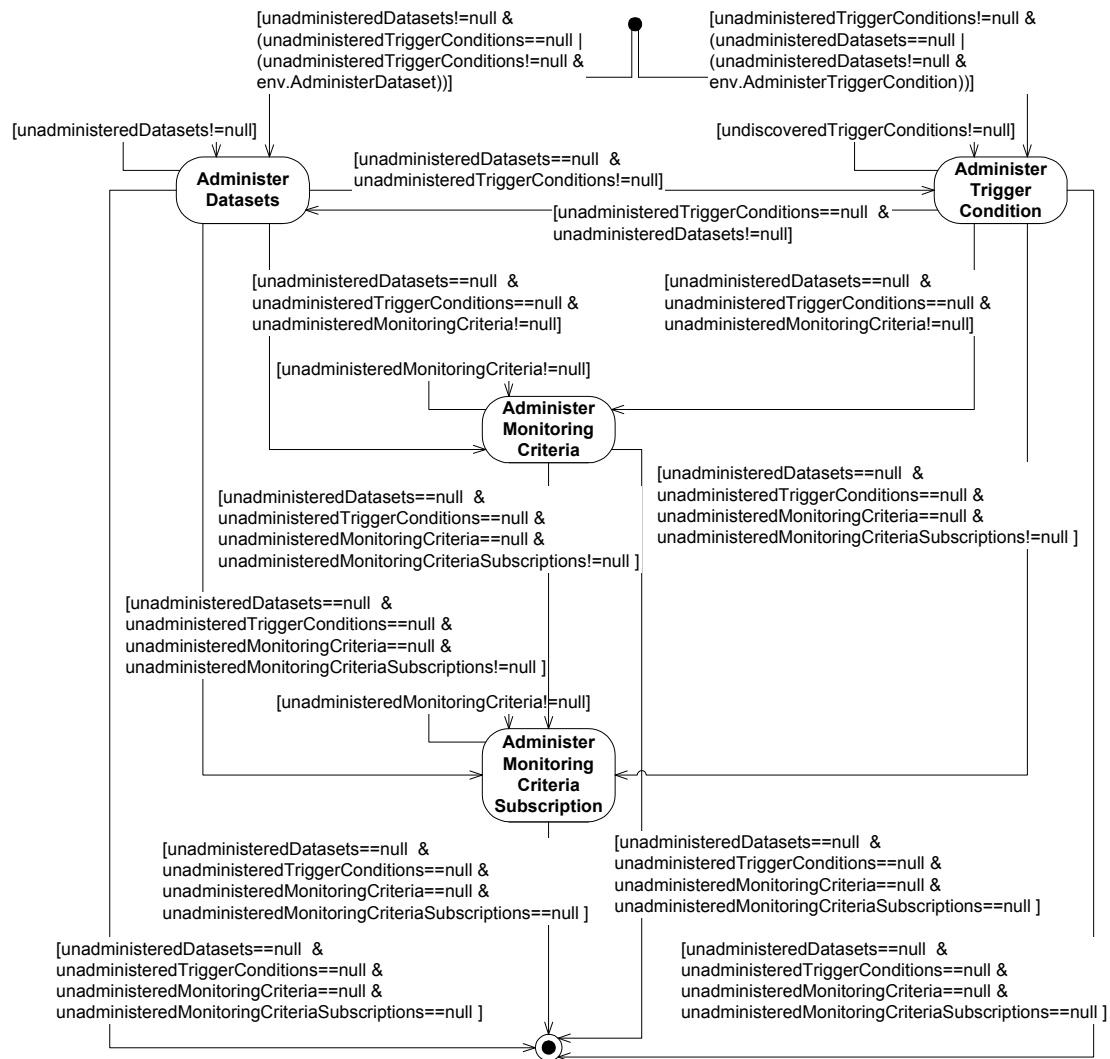 [unadministeredDatasets!=null &
(unadministeredTriggerConditions==null |
(unadministeredTriggerConditions!=null &
env.AdministerDataset))]
[unadministeredTriggerConditions!=null &
(unadministeredDatasets==null |
(unadministeredDatasets!=null &
env.AdministerTriggerCondition))]
[unadministeredDatasets!=null]
[undiscoveredTriggerConditions!=null]
Administer
Datasets
[unadministeredDatasets==null &
unadministeredTriggerConditions!=null]
Administer
Trigger
Condition
[unadministeredTriggerConditions==null &
unadministeredDatasets!=null]
[unadministeredDatasets==null &
unadministeredTriggerConditions==null &
unadministeredMonitoringCriteria!=null]
[unadministeredDatasets==null &
unadministeredTriggerConditions==null &
unadministeredMonitoringCriteria!=null]
[unadministeredMonitoringCriteria!=null]
Administer
Monitoring
Criteria
[unadministeredDatasets==null &
unadministeredTriggerConditions==null &
unadministeredMonitoringCriteria==null &
unadministeredMonitoringCriteriaSubscriptions!=null ]
[unadministeredDatasets==null &
unadministeredTriggerConditions==null &
unadministeredMonitoringCriteria==null &
unadministeredMonitoringCriteriaSubscriptions!=null ]
[unadministeredDatasets==null &
unadministeredTriggerConditions==null &
unadministeredMonitoringCriteria==null &
unadministeredMonitoringCriteriaSubscriptions!=null ]
[unadministeredMonitoringCriteria!=null]
Administer
Monitoring
Criteria
Subscription
[unadministeredDatasets==null &
unadministeredTriggerConditions==null &
unadministeredMonitoringCriteria==null &
unadministeredMonitoringCriteriaSubscriptions==null ]
[unadministeredDatasets==null &
unadministeredTriggerConditions==null &
unadministeredMonitoringCriteria==null &
unadministeredMonitoringCriteriaSubscriptions==null ]
[unadministeredDatasets==null &
unadministeredTriggerConditions==null &
unadministeredMonitoringCriteria==null &
unadministeredMonitoringCriteriaSubscriptions==null ]
[unadministeredDatasets==null &
unadministeredTriggerConditions==null &
unadministeredMonitoringCriteria==null &
unadministeredMonitoringCriteriaSubscriptions==null ]